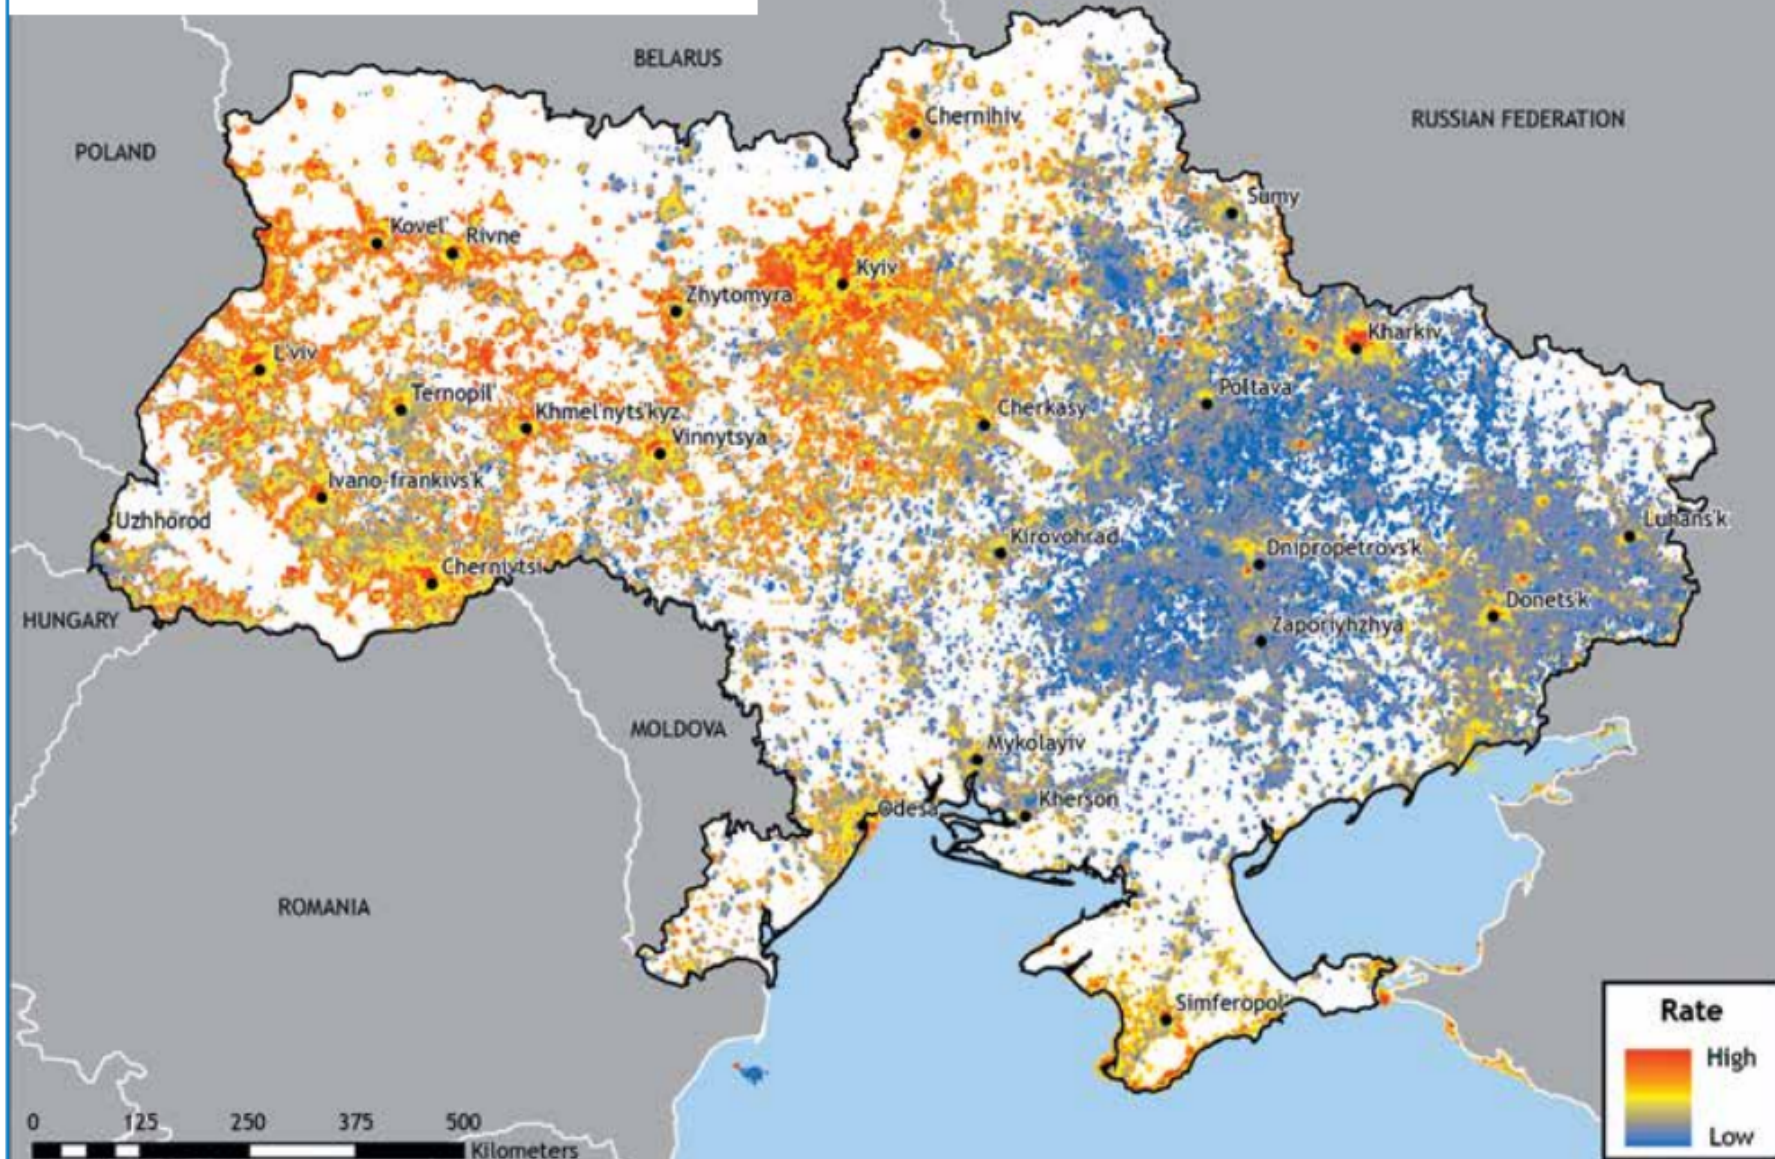 BELARUS
RUSSIAN FEDERATION
POLAND
Chernihiv
Sumy
Kovel'
Rivne
Kyiv
Zhytomyra
Kharkiv
L'viv
Ternopil'
Poltava
Khmel'nyts'kyz
Cherkasy
Vinnytsya
Ivano-frankivs'k
Uzhhorod
Luhans'k
Kirovohrad
Dnipropetrovs'k
Chernivtsi
Donets'k
HUNGARY
Zaporiyhzhya
MOLDOVA
Mykolayiv
Kherson
Odesa
ROMANIA
Simferopol'
Rate
High
Low
0 125 250 375 500
Kilometers